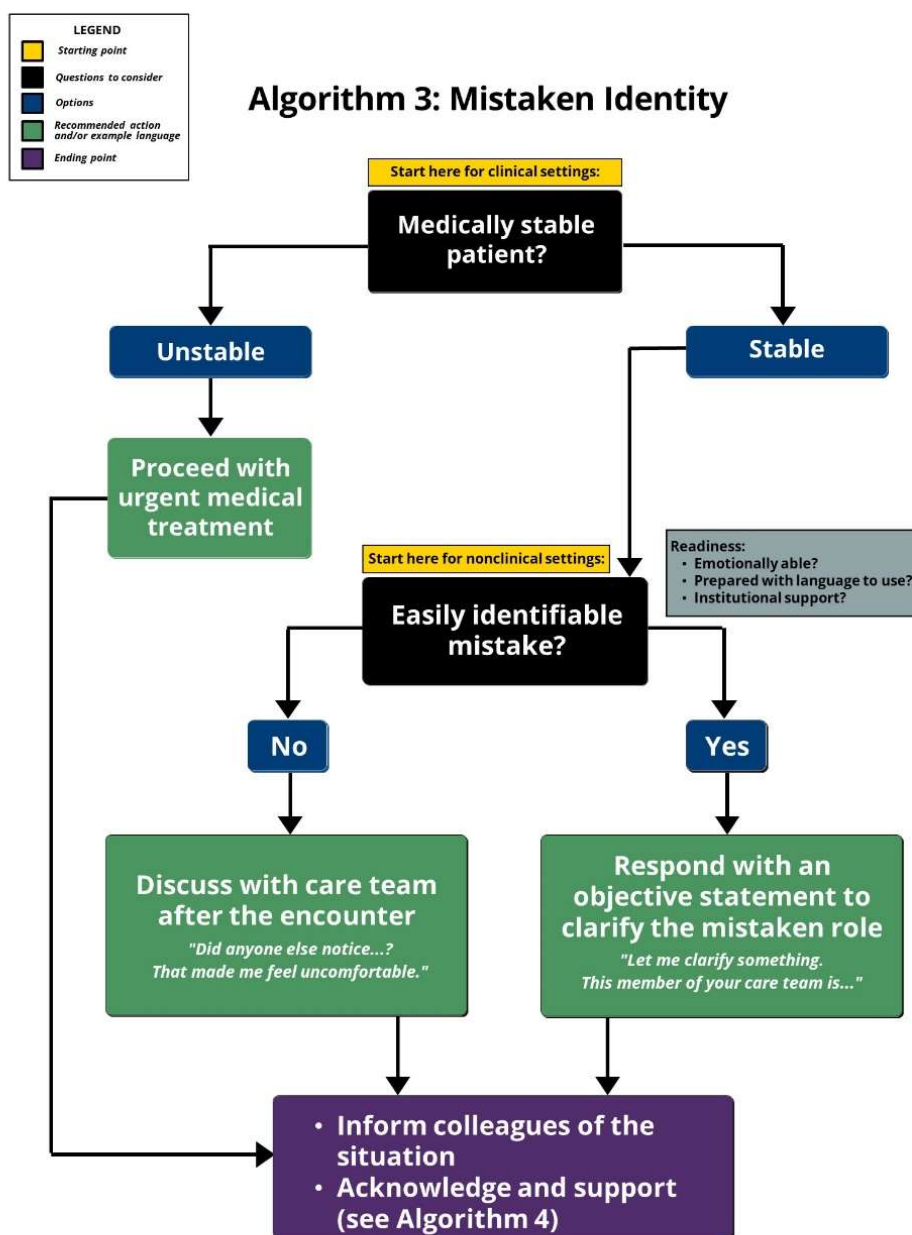 LEGEND
Starting point
Questions to consider
Options
Recommended action
and/or example language
Ending point
Algorithm 3: Mistaken Identity
Start here for clinical settings:
Medically stable
patient?
Unstable
Stable
Proceed with
urgent medical
treatment
Readiness:
• Emotionally able?
• Prepared with language to use?
• Institutional support?
Start here for nonclinical settings:
Easily identifiable
mistake?
No
Yes
Discuss with care team
after the encounter
"Did anyone else notice...?
That made me feel uncomfortable."
Respond with an
objective statement to
clarify the mistaken role
"Let me clarify something.
This member of your care team is..."
• Inform colleagues of the
situation
• Acknowledge and support
(see Algorithm 4)